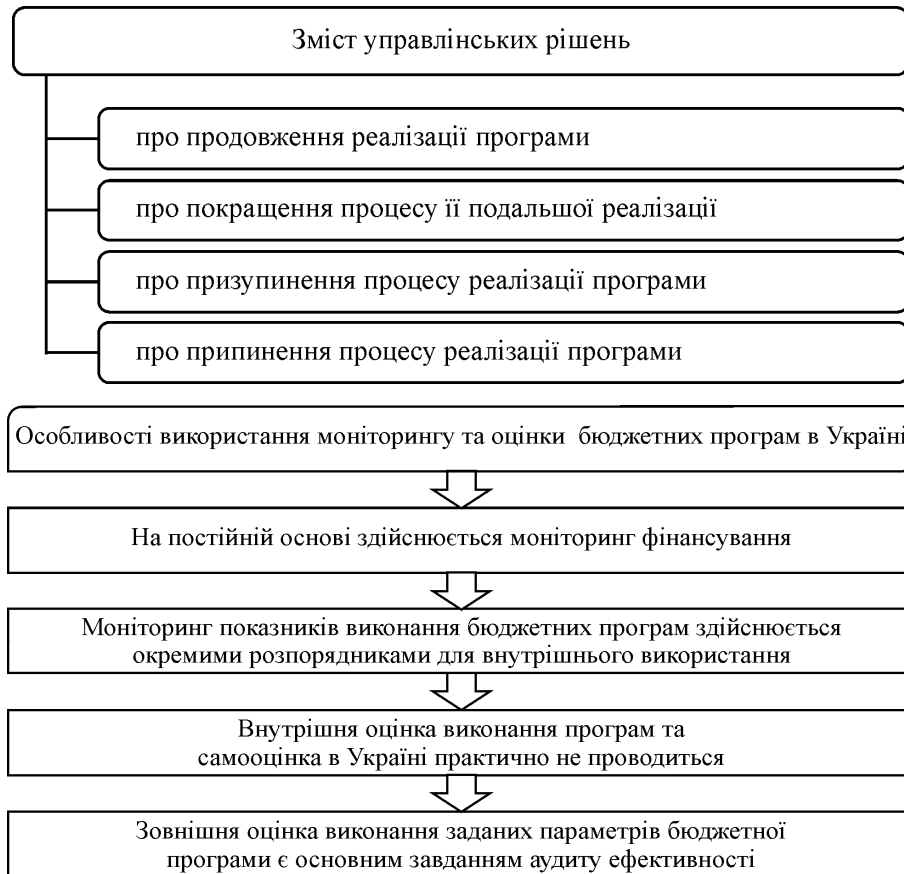 Зміст управлінських рішень
про продовження реалізації програми
про покращення процесу її подальшої реалізації
про призупинення процесу реалізації програми
про припинення процесу реалізації програми
Особливості використання моніторингу та оцінки бюджетних програм в Україні
На постійній основі здійснюється моніторинг фінансування
Моніторинг показників виконання бюджетних програм здійснюється
окремими розпорядниками для внутрішнього використання
Внутрішня оцінка виконання програм та
самооцінка в Україні практично не проводиться
Зовнішня оцінка виконання заданих параметрів бюджетної
програми є основним завданням аудиту ефективності